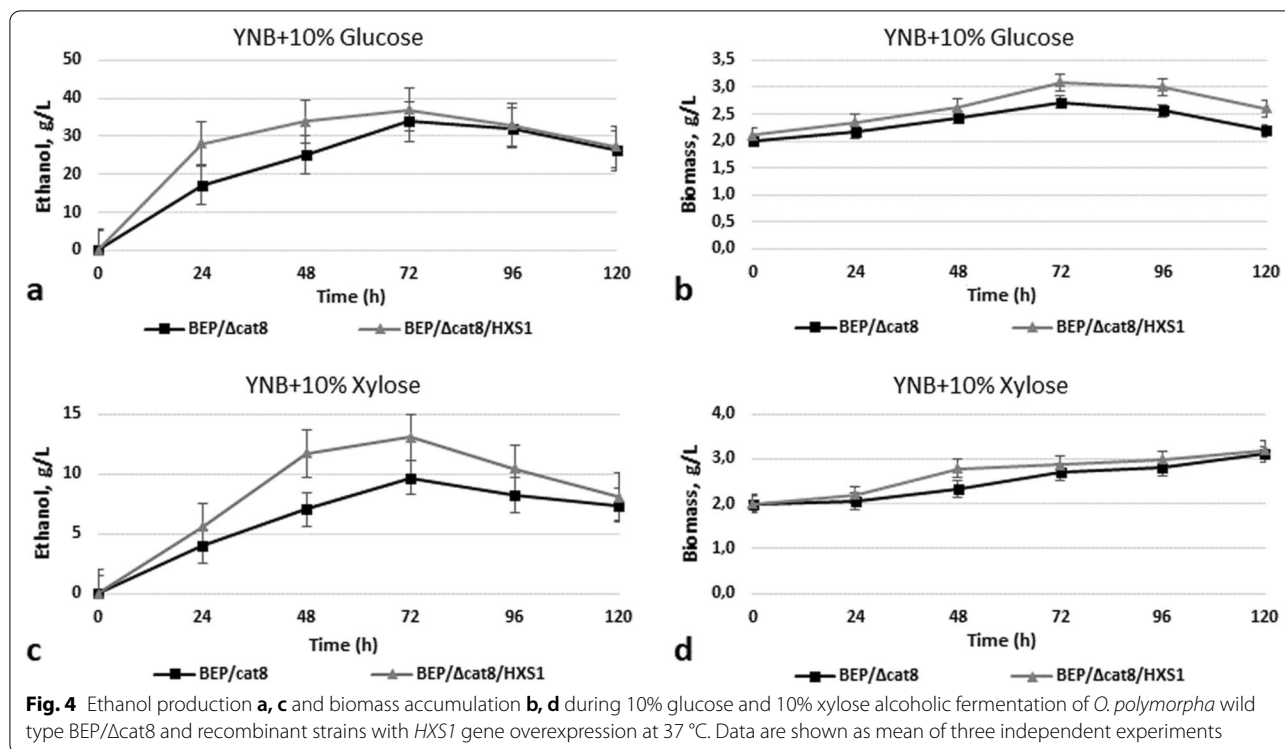 YNB+10% Glucose
Ethanol, g/L
50
40
30
20
10
0
0 24 48 72 96 120
Time (h)
a
BEP/Δcat8 BEP/Δcat8/HXS1
YNB+10% Glucose
Biomass, g/L
3,5
3,0
2,5
2,0
1,5
1,0
0,5
0,0
0 24 48 72 96 120
Time (h)
b
BEP/Δcat8 BEP/Δcat8/HXS1
YNB+10% Xylose
Ethanol, g/L
15
10
5
0
0 24 48 72 96 120
Time (h)
c
BEP/cat8 BEP/Δcat8/HXS1
YNB+10% Xylose
Biomass, g/L
4,0
3,0
2,0
1,0
0,0
0 24 48 72 96 120
Time (h)
d
BEP/Δcat8 BEP/Δcat8/HXS1
Fig. 4 Ethanol production a, c and biomass accumulation b, d during 10% glucose and 10% xylose alcoholic fermentation of O. polymorpha wild
type BEP/Δcat8 and recombinant strains with HXS1 gene overexpression at 37 °C. Data are shown as mean of three independent experiments